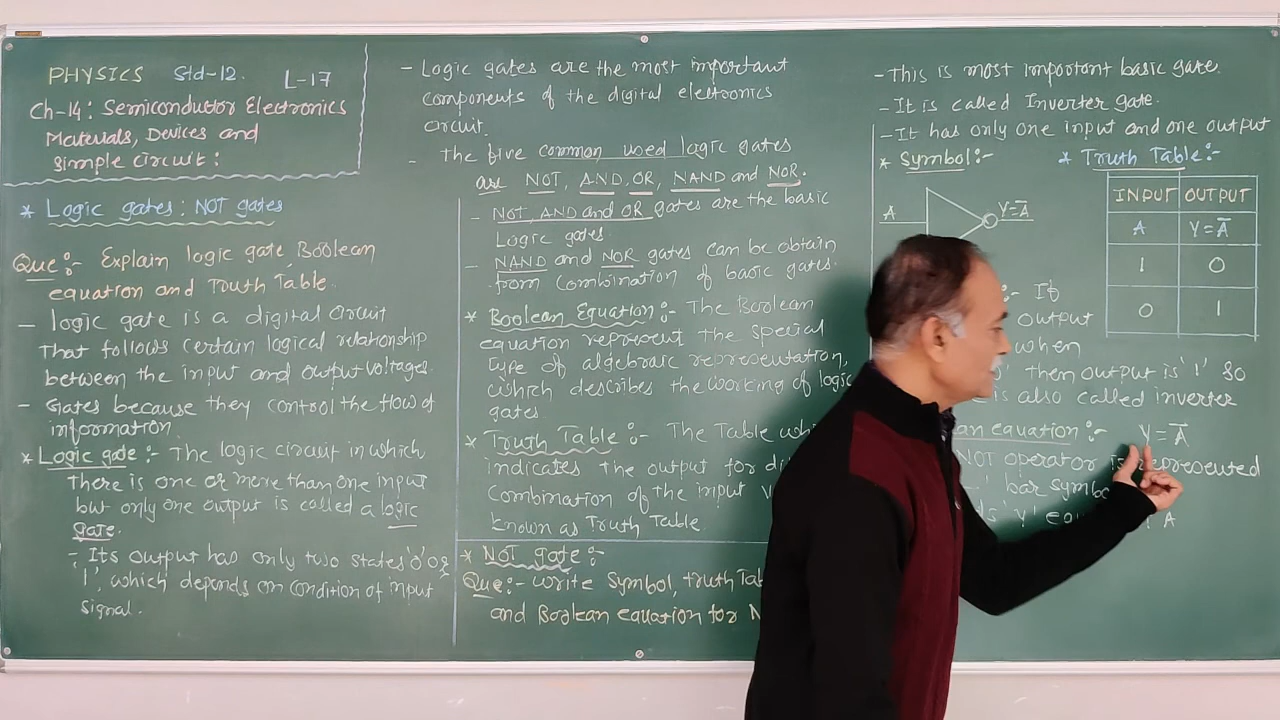 PHYSICS Std-12. L-17
Ch-14: Semiconductor Electronics
Materials, Devices and
Simple circuit:
* Logic gates: NOT gates
Que:- Explain logic gate, Boolean
equation and Truth Table.
- logic gate is a digital circuit
That follows certain logical relationship
between the input and output voltages.
- Gates because they control the flow of
information.
* Logic gate:- The logic circuit in which
there is one or more than one input
but only one output is called a logic
gate.
- Its output has only two states '0' or
'1', which depends on condition of input
signal.
- Logic gates are the most important
components of the digital electronics
circuit.
- The five common used logic gates
are NOT, AND, OR, NAND and NOR.
- NOT, AND and OR gates are the basic
Logic gates.
- NAND and NOR gates can be obtain
from combination of basic gates.
* Boolean Equation:- The Boolean
equation represent the special
type of algebraic representation,
which describes the working of logic
gates.
* Truth Table:- The Table
indicates the output for
combination of the input
known as Truth Table.
* NOT gate:-
Que:- write symbol, truth
and Boolean equation for
- This is most important basic gate.
- It is called Inverter gate.
- It has only one input and one output
* Symbol:-
A Y=A̅
* Truth Table:-
INPUT OUTPUT
A Y=A̅
1 0
0 1
:- If
output
when
then output is '1' so
is also called inverter
equation:- Y=A̅
NOT operator is represented
'-' bar
'Y'
A